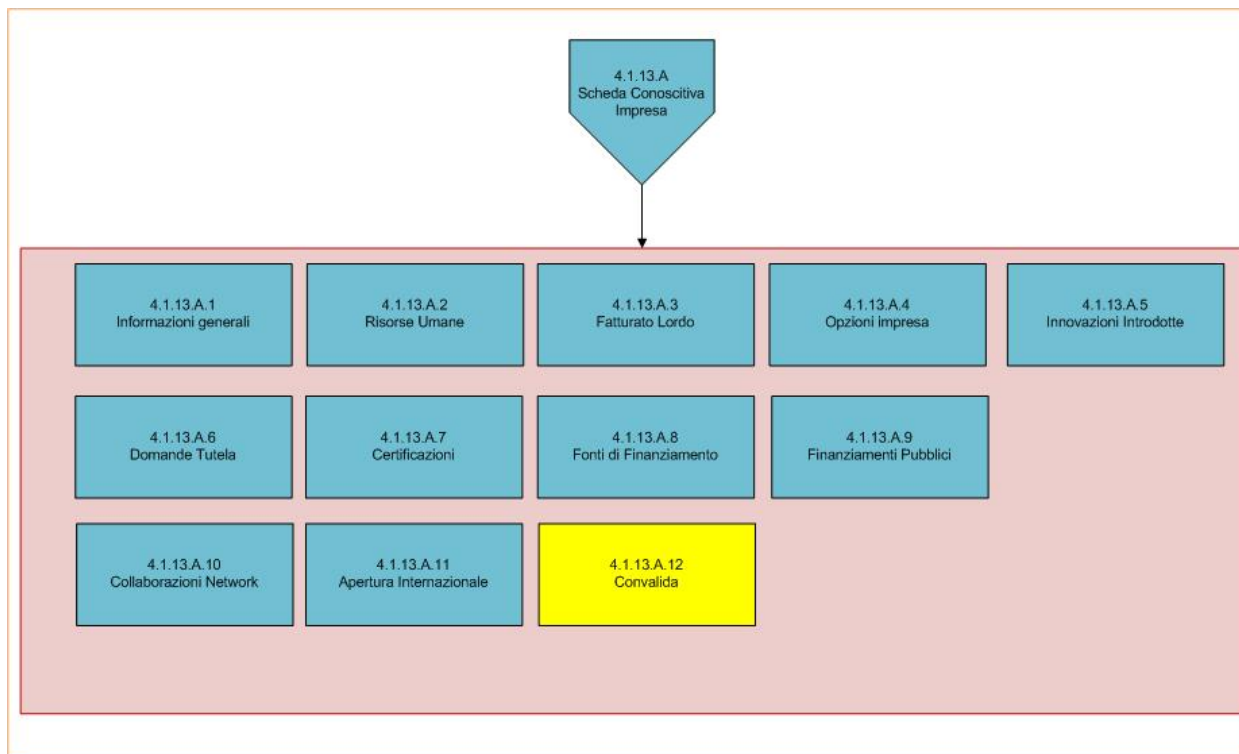 4.1.13.A
Scheda Conoscitiva
Impresa
4.1.13.A.1
Informazioni generali
4.1.13.A.2
Risorse Umane
4.1.13.A.3
Fatturato Lordo
4.1.13.A.4
Opzioni impresa
4.1.13.A.5
Innovazioni Introdotte
4.1.13.A.6
Domande Tutela
4.1.13.A.7
Certificazioni
4.1.13.A.8
Fonti di Finanziamento
4.1.13.A.9
Finanziamenti Pubblici
4.1.13.A.10
Collaborazioni Network
4.1.13.A.11
Apertura Internazionale
4.1.13.A.12
Convalida